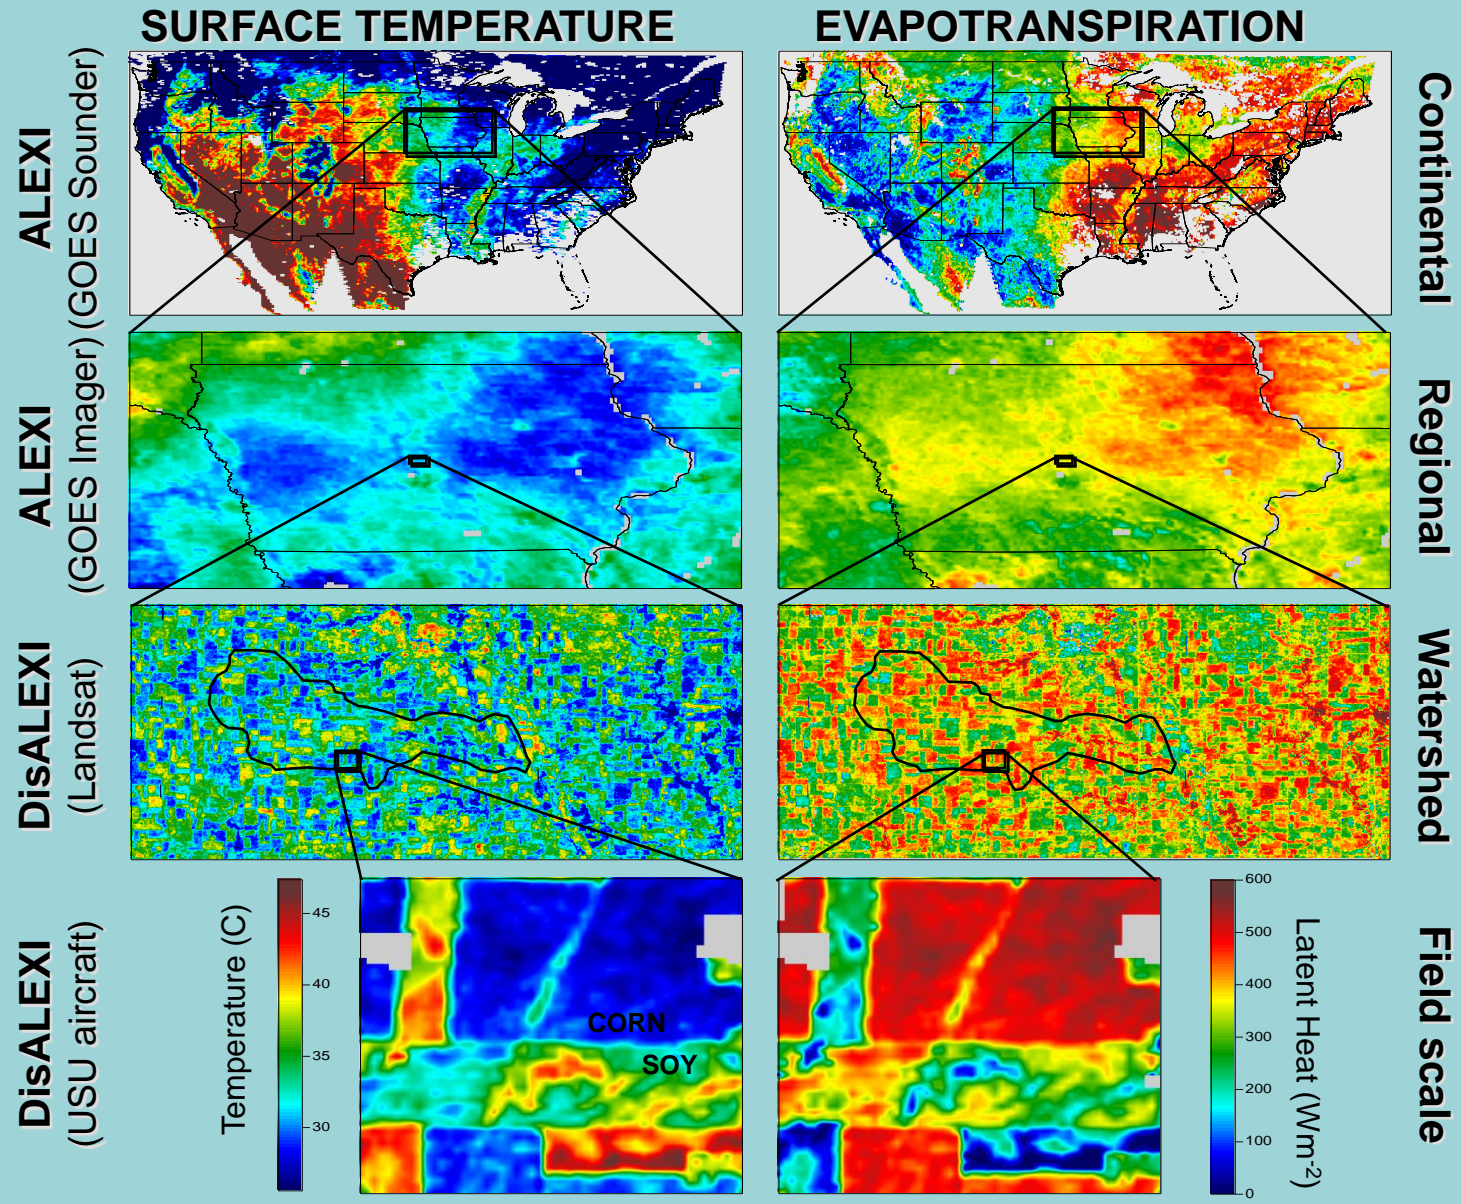 SURFACE TEMPERATURE
EVAPOTRANSPIRATION
ALEXI
(GOES Sounder)
Continental
ALEXI
(GOES Imager)
Regional
DisALEXI
(Landsat)
Watershed
DisALEXI
(USU aircraft)
Field scale
Temperature (C)
45
40
35
30
CORN
SOY
600
500
400
300
200
100
0
Latent Heat (Wm⁻²)